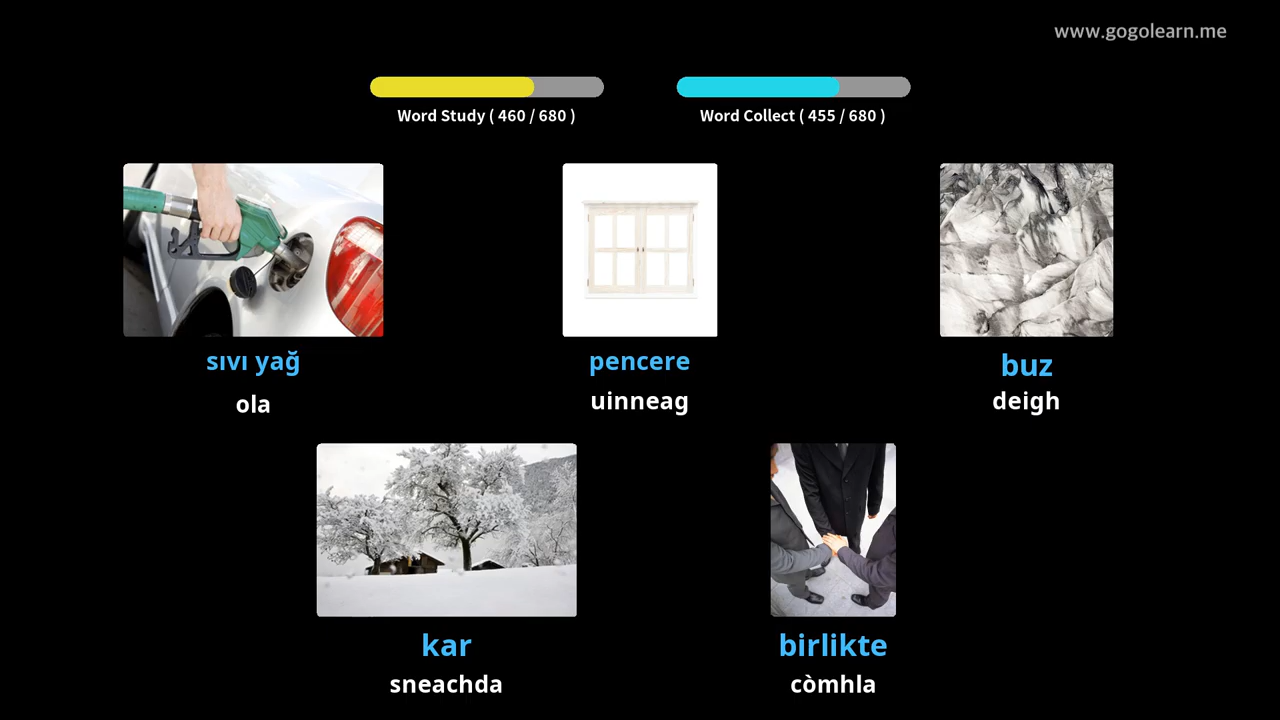 www.gogolearn.me
Word Study ( 460 / 680 )
Word Collect ( 455 / 680 )
sıvı yağ
ola
pencere
uinneag
buz
deigh
kar
sneachda
birlikte
còmhla